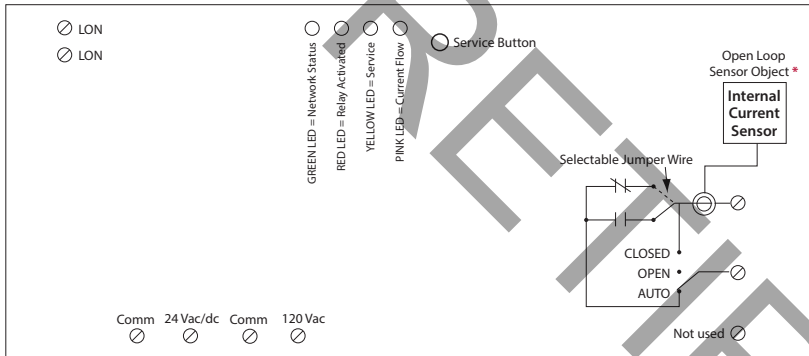 LON
LON
GREEN LED = Network Status
RED LED = Relay Activated
YELLOW LED = Service
PINK LED = Current Flow
Service Button
Open Loop
Sensor Object *
Internal
Current
Sensor
Selectable Jumper Wire
CLOSED
OPEN
AUTO
Comm 24 Vac/dc Comm 120 Vac
Not used